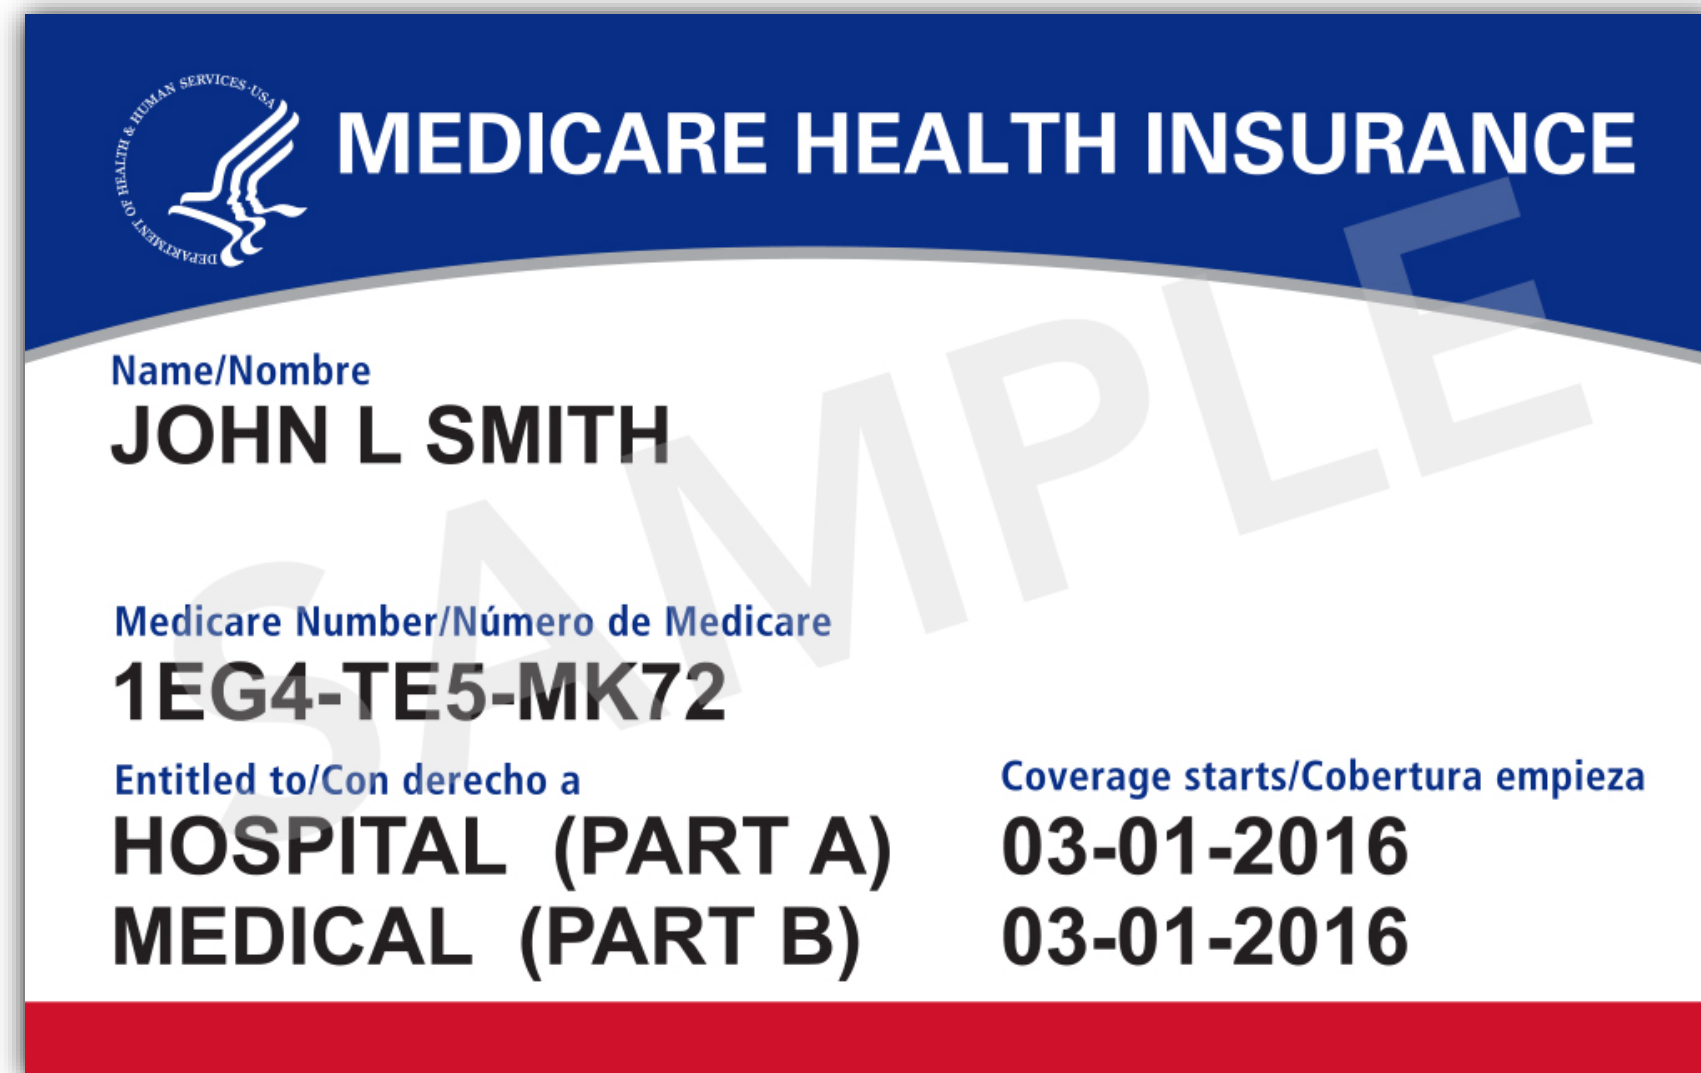 DEPARTMENT OF HEALTH & HUMAN SERVICES·USA
MEDICARE HEALTH INSURANCE
Name/Nombre
JOHN L SMITH
Medicare Number/Número de Medicare
1EG4-TE5-MK72
Entitled to/Con derecho a
Coverage starts/Cobertura empieza
HOSPITAL (PART A) 03-01-2016
MEDICAL (PART B) 03-01-2016
SAMPLE